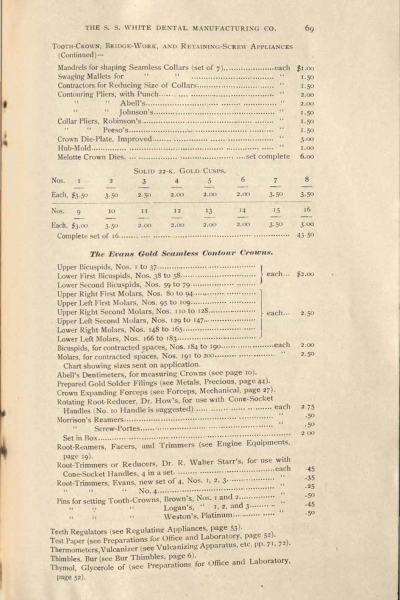 THE S. S. WHITE DENTAL MANUFACTURING CO. 69
TOOTH-CROWN, BRIDGE-WORK, AND RETAINING-SCREW APPLIANCES
(Continued)—
Mandrels for shaping Seamless Collars (set of 7)......each $1.00
Swaging Mallets for " " ...... " 1.50
Contractors for Reducing Size of Collars...... " 1.50
Contouring Pliers, with Punch...... " 2.00
" " Abell's...... " 2.00
" " Johnson's...... " 1.50
Collar Pliers, Robinson's...... " 1.50
" " Peeso's...... " 1.50
Crown Die-Plate, Improved...... " 5.00
Hub-Mold...... " 1.00
Melotte Crown Dies.......set complete 6.00
SOLID 22-K. GOLD CUSPS.
Nos. 1 2 3 4 5 6 7 8
Each, $3.50 3.50 2.50 2.00 2.00 2.00 3.50 3.50
Nos. 9 10 11 12 13 14 15 16
Each, $3.00 3.00 2.00 2.00 2.00 2.00 3.50 3.00
Complete set of 16...... 43.50
The Evans Gold Seamless Contour Crowns.
Upper Bicuspids, Nos. 1 to 37......
Lower First Bicuspids, Nos. 38 to 58...... each... $2.00
Lower Second Bicuspids, Nos. 59 to 79......
Upper Right First Molars, Nos. 80 to 94......
Upper Left First Molars, Nos. 95 to 109......
Upper Right Second Molars, Nos. 110 to 128...... each... 2.50
Upper Left Second Molars, Nos. 129 to 147......
Lower Right Molars, Nos. 148 to 165......
Lower Left Molars, Nos. 166 to 183......
Bicuspids, for contracted spaces, Nos. 184 to 190......each 2.00
Molars, for contracted spaces, Nos. 191 to 200...... " 2.50
Chart showing sizes sent on application.
Abell's Dentimeters, for measuring Crowns (see page 10).
Prepared Gold Solder Filings (see Metals, Precious, page 44).
Crown Expanding Forceps (see Forceps, Mechanical, page 27).
Rotating Root-Reducer, Dr. How's, for use with Cone-Socket
Handles (No. 10 Handle is suggested)...... each 2.75
Morrison's Reamers...... " .50
" Screw-Portes...... " .50
Set in Box...... 2.00
Root-Reamers, Facers, and Trimmers (see Engine Equipments,
page 19).
Root-Trimmers or Reducers, Dr. R. Walter Starr's, for use with
Cone-Socket Handles, 4 in a set......each .45
Root-Trimmers, Evans, new set of 4, Nos. 1, 2, 3...... " .35
" " " No. 4...... " .25
Pins for setting Tooth-Crowns, Brown's, Nos. 1 and 2...... " .50
" " " Logan's, " 1, 2, and 3...... " .45
" " " Weston's, Platinum...... " .50
Teeth Regulators (see Regulating Appliances, page 53).
Test Paper (see Preparations for Office and Laboratory, page 52).
Thermometers, Vulcanizer (see Vulcanizing Apparatus, etc, pp. 71, 72).
Thimbles, Bur (see Bur Thimbles, page 6).
Thymol, Glycerole of (see Preparations for Office and Laboratory,
page 52).